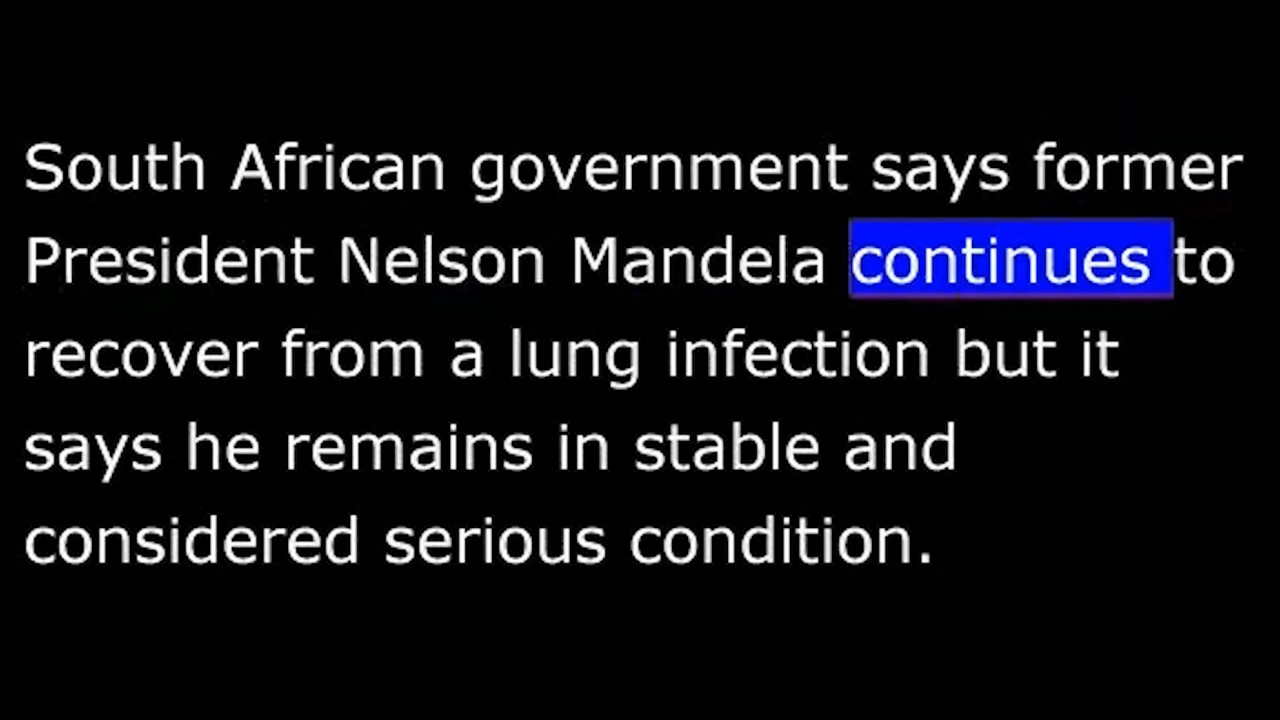 South African government says former
President Nelson Mandela continues to
recover from a lung infection but it
says he remains in stable and
considered serious condition.